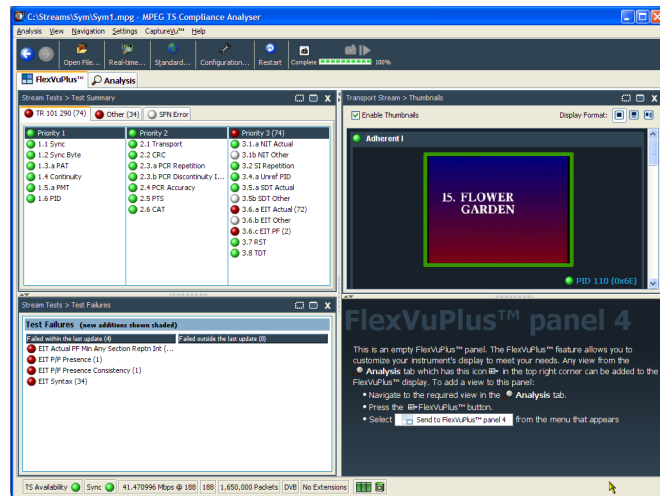 C:\Streams\Sym\Sym1.mpg - MPEG TS Compliance Analyser
Analysis View Navigation Settings CaptureVu™ Help
Open File... Real-time... Standard... Configuration... Restart Complete 100%
FlexVuPlus™ Analysis
Stream Tests > Test Summary
TR 101 290 (74) Other (34) SFN Error
Priority 1
1.1 Sync
1.2 Sync Byte
1.3.a PAT
1.4 Continuity
1.5.a PMT
1.6 PID
Priority 2
2.1 Transport
2.2 CRC
2.3.a PCR Repetition
2.3.b PCR Discontinuity I...
2.4 PCR Accuracy
2.5 PTS
2.6 CAT
Priority 3 (74)
3.1.a NIT Actual
3.1b NIT Other
3.2 SI Repetition
3.4.a Unref PID
3.5.a SDT Actual
3.5b SDT Other
3.6.a EIT Actual (72)
3.6.b EIT Other
3.6.c EIT PF (2)
3.7 RST
3.8 TDT
Transport Stream > Thumbnails
Enable Thumbnails Display Format:
Adherent I
15. FLOWER
GARDEN
PID 110 (0x6E)
Stream Tests > Test Failures
Test Failures (new additions shown shaded)
Failed within the last update (4) Failed outside the last update (0)
EIT Actual PF Min Any Section Reptn Int (...
EIT P/F Presence (1)
EIT P/F Presence Consistency (1)
EIT Syntax (34)
FlexVuPlus™ panel 4
This is an empty FlexVuPlus™ panel. The FlexVuPlus™ feature allows you to
customize your instrument's display to meet your needs. Any view from the
Analysis tab which has this icon in the top right corner can be added to the
FlexVuPlus™ display. To add a view to this panel:
• Navigate to the required view in the Analysis tab.
• Press the FlexVuPlus™ button.
• Select Send to FlexVuPlus™ panel 4 from the menu that appears
TS Availability Sync 41.470996 Mbps @ 188 188 1,650,000 Packets DVB No Extensions